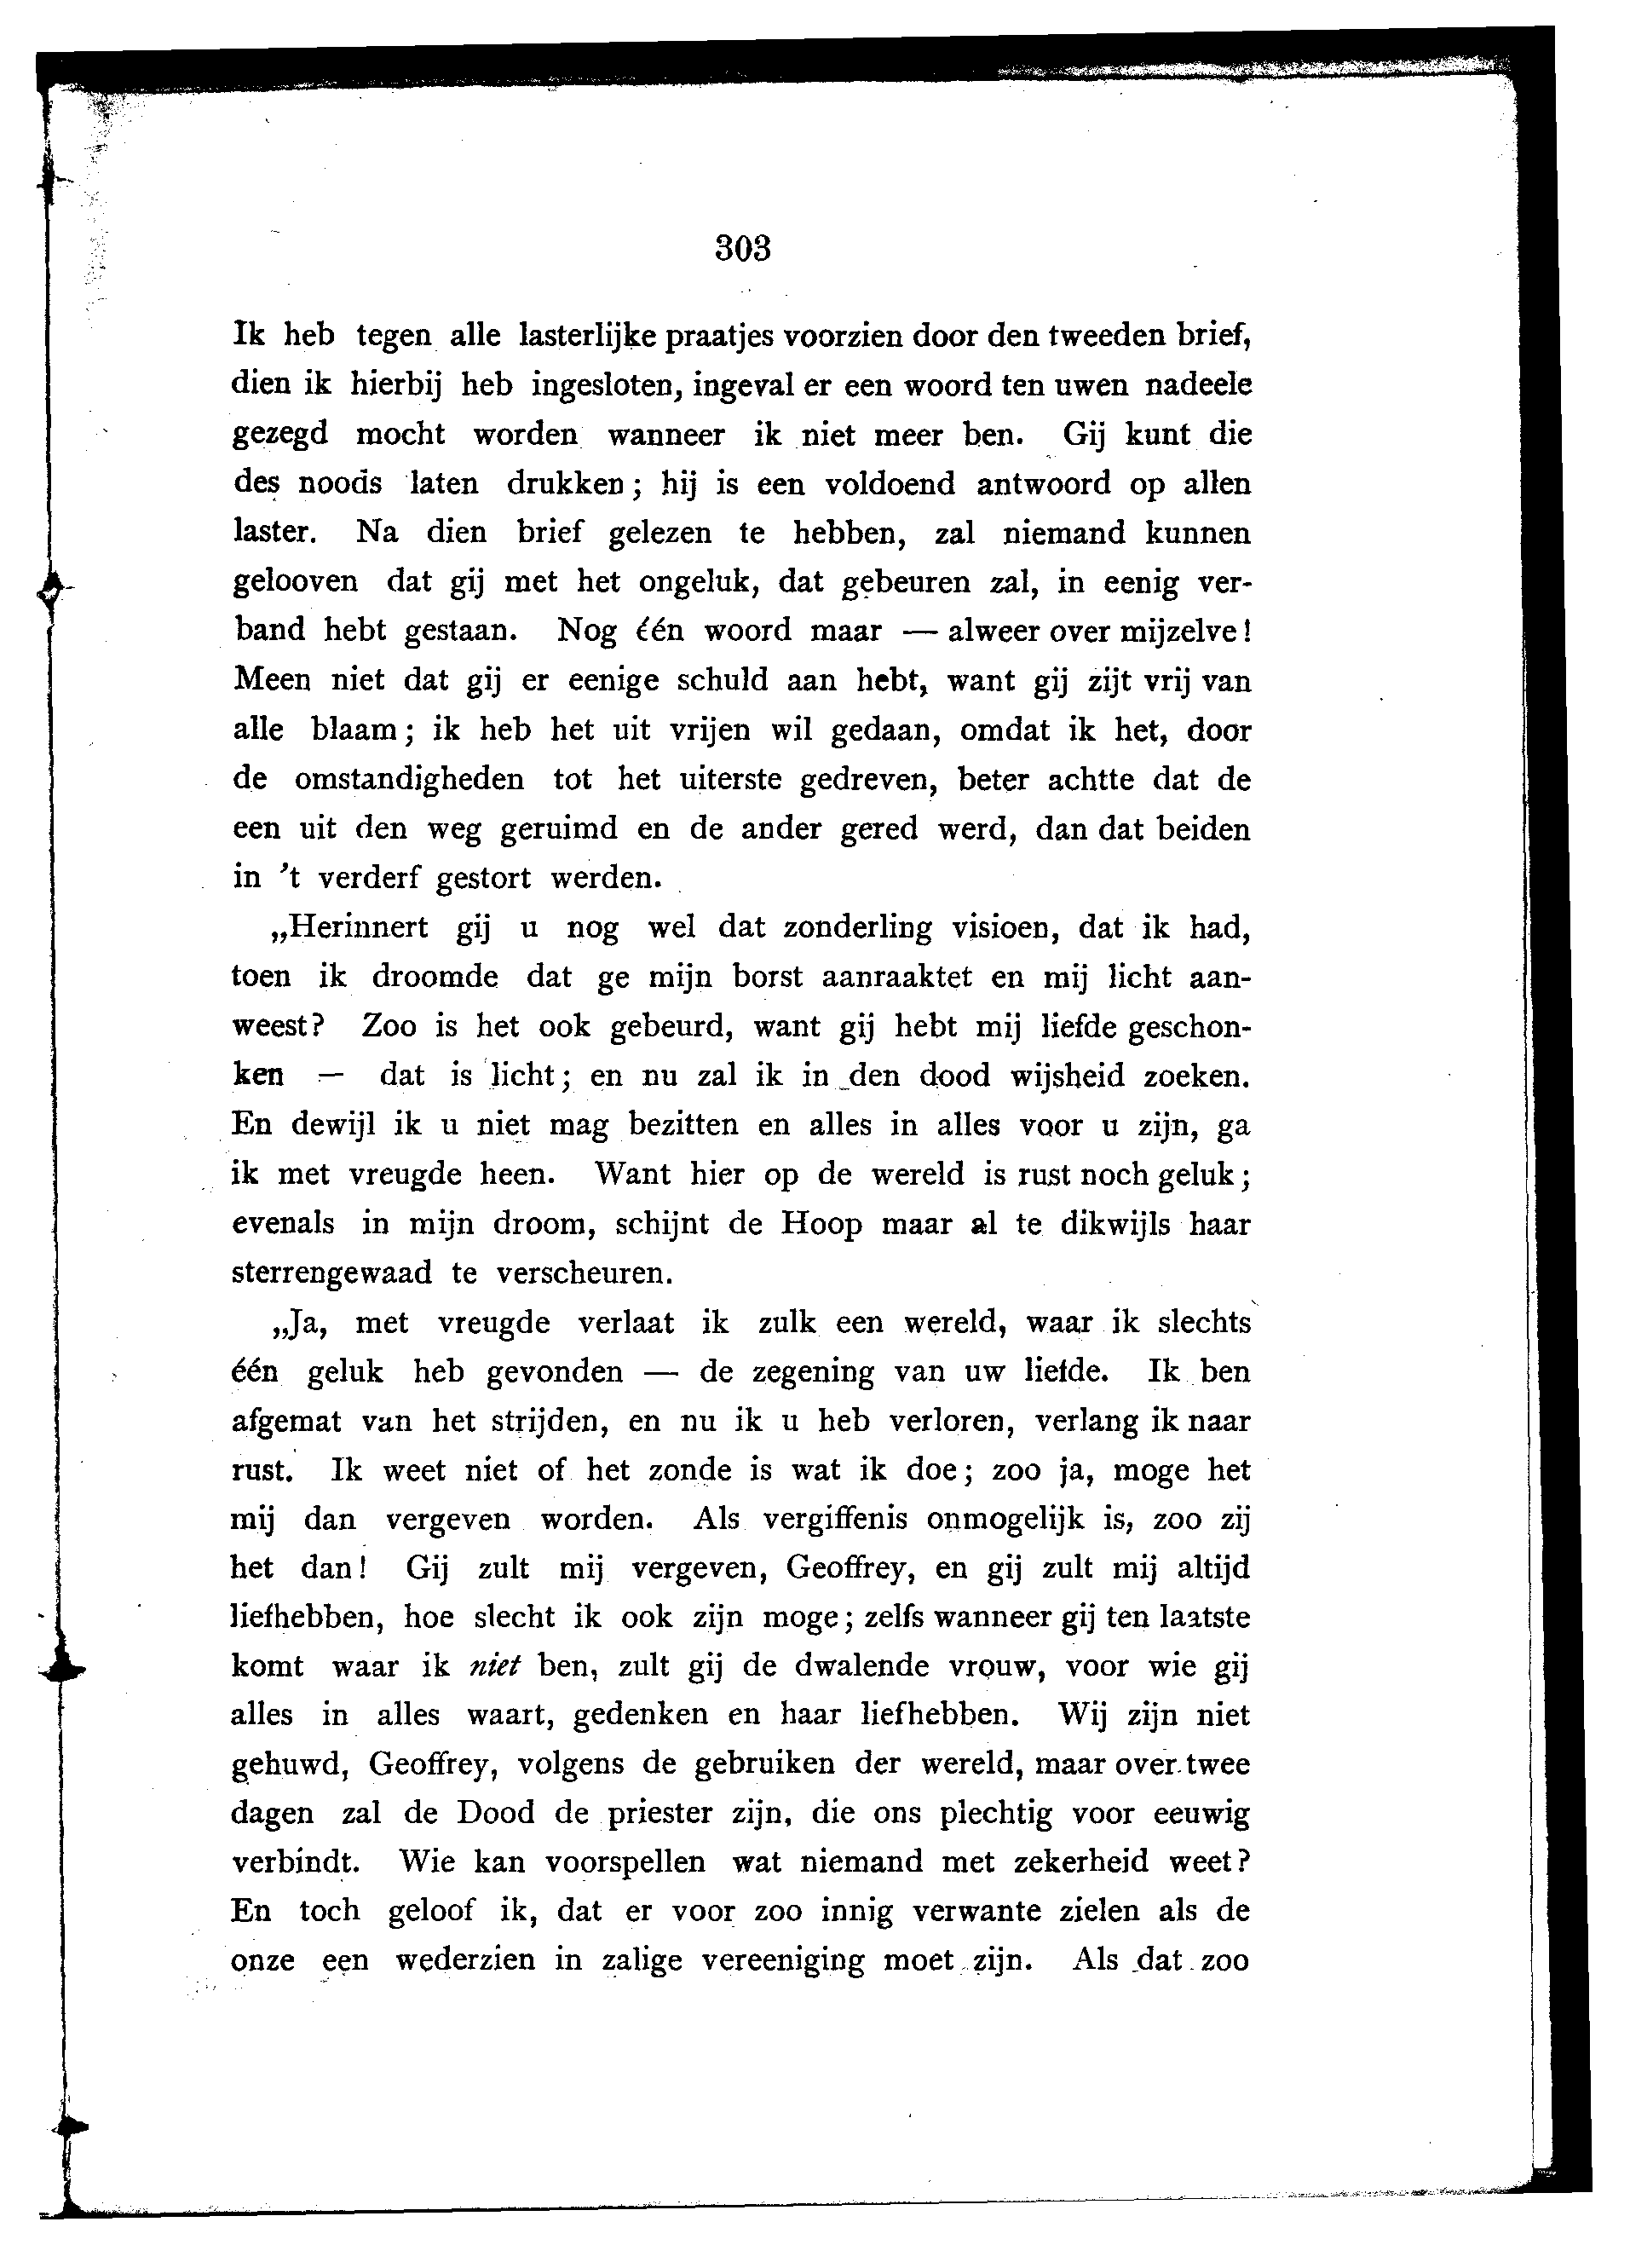 303
Ik heb tegen alle lasterlijke praatjes voorzien door den tweeden brief,
dien ik hierbij heb ingesloten, ingeval er een woord ten uwen nadeele
gezegd mocht worden wanneer ik niet meer ben. Gij kunt die
des noods laten drukken; hij is een voldoend antwoord op allen
laster. Na dien brief gelezen te hebben, zal niemand kunnen
gelooven dat gij met het ongeluk, dat gebeuren zal, in eenig ver-
band hebt gestaan. Nog één woord maar — alweer over mijzelve!
Meen niet dat gij er eenige schuld aan hebt, want gij zijt vrij van
alle blaam; ik heb het uit vrijen wil gedaan, omdat ik het, door
de omstandigheden tot het uiterste gedreven, beter achtte dat de
een uit den weg geruimd en de ander gered werd, dan dat beiden
in 't verderf gestort werden.
„Herinnert gij u nog wel dat zonderling visioen, dat ik had,
toen ik droomde dat ge mijn borst aanraaktet en mij licht aan-
weest? Zoo is het ook gebeurd, want gij hebt mij liefde geschon-
ken — dat is licht; en nu zal ik in den dood wijsheid zoeken.
En dewijl ik u niet mag bezitten en alles in alles voor u zijn, ga
ik met vreugde heen. Want hier op de wereld is rust noch geluk;
evenals in mijn droom, schijnt de Hoop maar al te dikwijls haar
sterrengewaad te verscheuren.
„Ja, met vreugde verlaat ik zulk een wereld, waar ik slechts
één geluk heb gevonden — de zegening van uw liefde. Ik ben
afgemat van het strijden, en nu ik u heb verloren, verlang ik naar
rust. Ik weet niet of het zonde is wat ik doe; zoo ja, moge het
mij dan vergeven worden. Als vergiffenis onmogelijk is, zoo zij
het dan! Gij zult mij vergeven, Geoffrey, en gij zult mij altijd
liefhebben, hoe slecht ik ook zijn moge; zelfs wanneer gij ten laatste
komt waar ik niet ben, zult gij de dwalende vrouw, voor wie gij
alles in alles waart, gedenken en haar liefhebben. Wij zijn niet
gehuwd, Geoffrey, volgens de gebruiken der wereld, maar over twee
dagen zal de Dood de priester zijn, die ons plechtig voor eeuwig
verbindt. Wie kan voorspellen wat niemand met zekerheid weet?
En toch geloof ik, dat er voor zoo innig verwante zielen als de
onze een wederzien in zalige vereeniging moet zijn. Als dat zoo